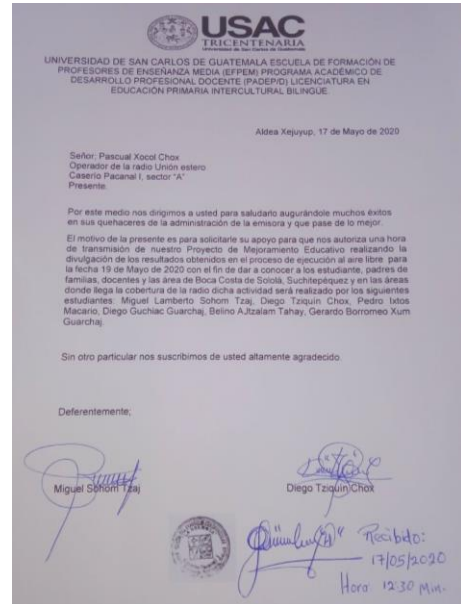 USAC
TRICENTENARIA
Universidad de San Carlos de Guatemala
UNIVERSIDAD DE SAN CARLOS DE GUATEMALA ESCUELA DE FORMACIÓN DE
PROFESORES DE ENSEÑANZA MEDIA (EFPEM) PROGRAMA ACADÉMICO DE
DESARROLLO PROFESIONAL DOCENTE (PADEP/D) LICENCIATURA EN
EDUCACIÓN PRIMARIA INTERCULTURAL BILINGÜE.
Aldea Xejuyup, 17 de Mayo de 2020
Señor: Pascual Xocol Chox
Operador de la radio Unión estero
Caserío Pacanal I, sector "A"
Presente.
Por este medio nos dirigimos a usted para saludarlo augurándole muchos éxitos
en sus quehaceres de la administración de la emisora y que pase de lo mejor.
El motivo de la presente es para solicitarle su apoyo para que nos autoriza una hora
de transmisión de nuestro Proyecto de Mejoramiento Educativo realizando la
divulgación de los resultados obtenidos en el proceso de ejecución al aire libre para
la fecha 19 de Mayo de 2020 con el fin de dar a conocer a los estudiante, padres de
familias, docentes y las área de Boca Costa de Sololá, Suchitepéquez y en las áreas
donde llega la cobertura de la radio dicha actividad será realizado por los siguientes
estudiantes: Miguel Lamberto Sohom Tzaj, Diego Tziquin Chox, Pedro Ixtos
Macario, Diego Guchiac Guarchaj, Belino AJtzalam Tahay, Gerardo Borromeo Xum
Guarchaj.
Sin otro particular nos suscribimos de usted altamente agradecido.
Deferentemente;
Miguel Sohom Tzaj
Diego Tziquin Chox
Recibido:
17/05/2020
Hora 12:30 Min.